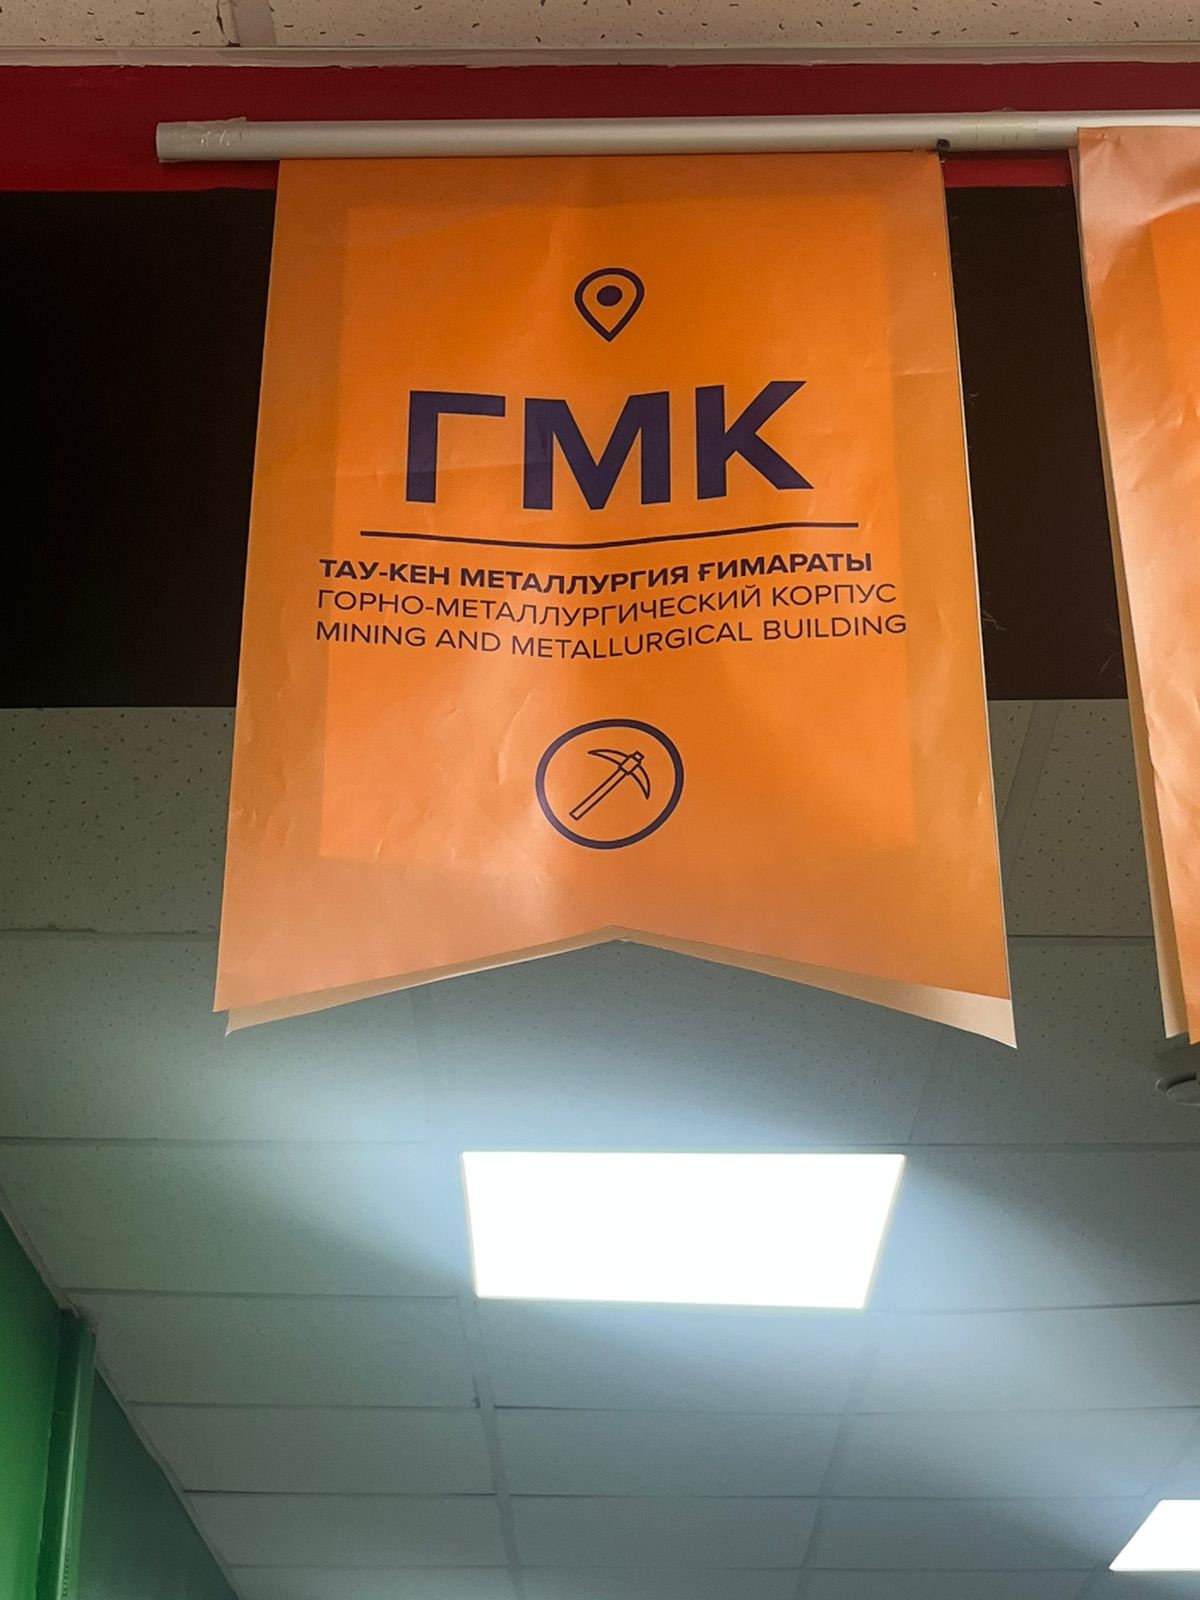 ГМК
ТАУ-КЕН МЕТАЛЛУРГИЯ ҒИМАРАТЫ
ГОРНО-МЕТАЛЛУРГИЧЕСКИЙ КОРПУС
MINING AND METALLURGICAL BUILDING